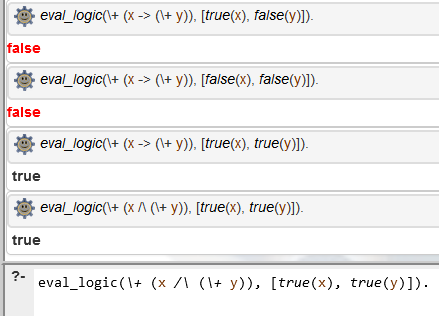 eval_logic(\+ (x -> (\+ y)), [true(x), false(y)]).
false
eval_logic(\+ (x -> (\+ y)), [false(x), false(y)]).
false
eval_logic(\+ (x -> (\+ y)), [true(x), true(y)]).
true
eval_logic(\+ (x /\ (\+ y)), [true(x), true(y)]).
true
?- eval_logic(\+ (x /\ (\+ y)), [true(x), true(y)]).